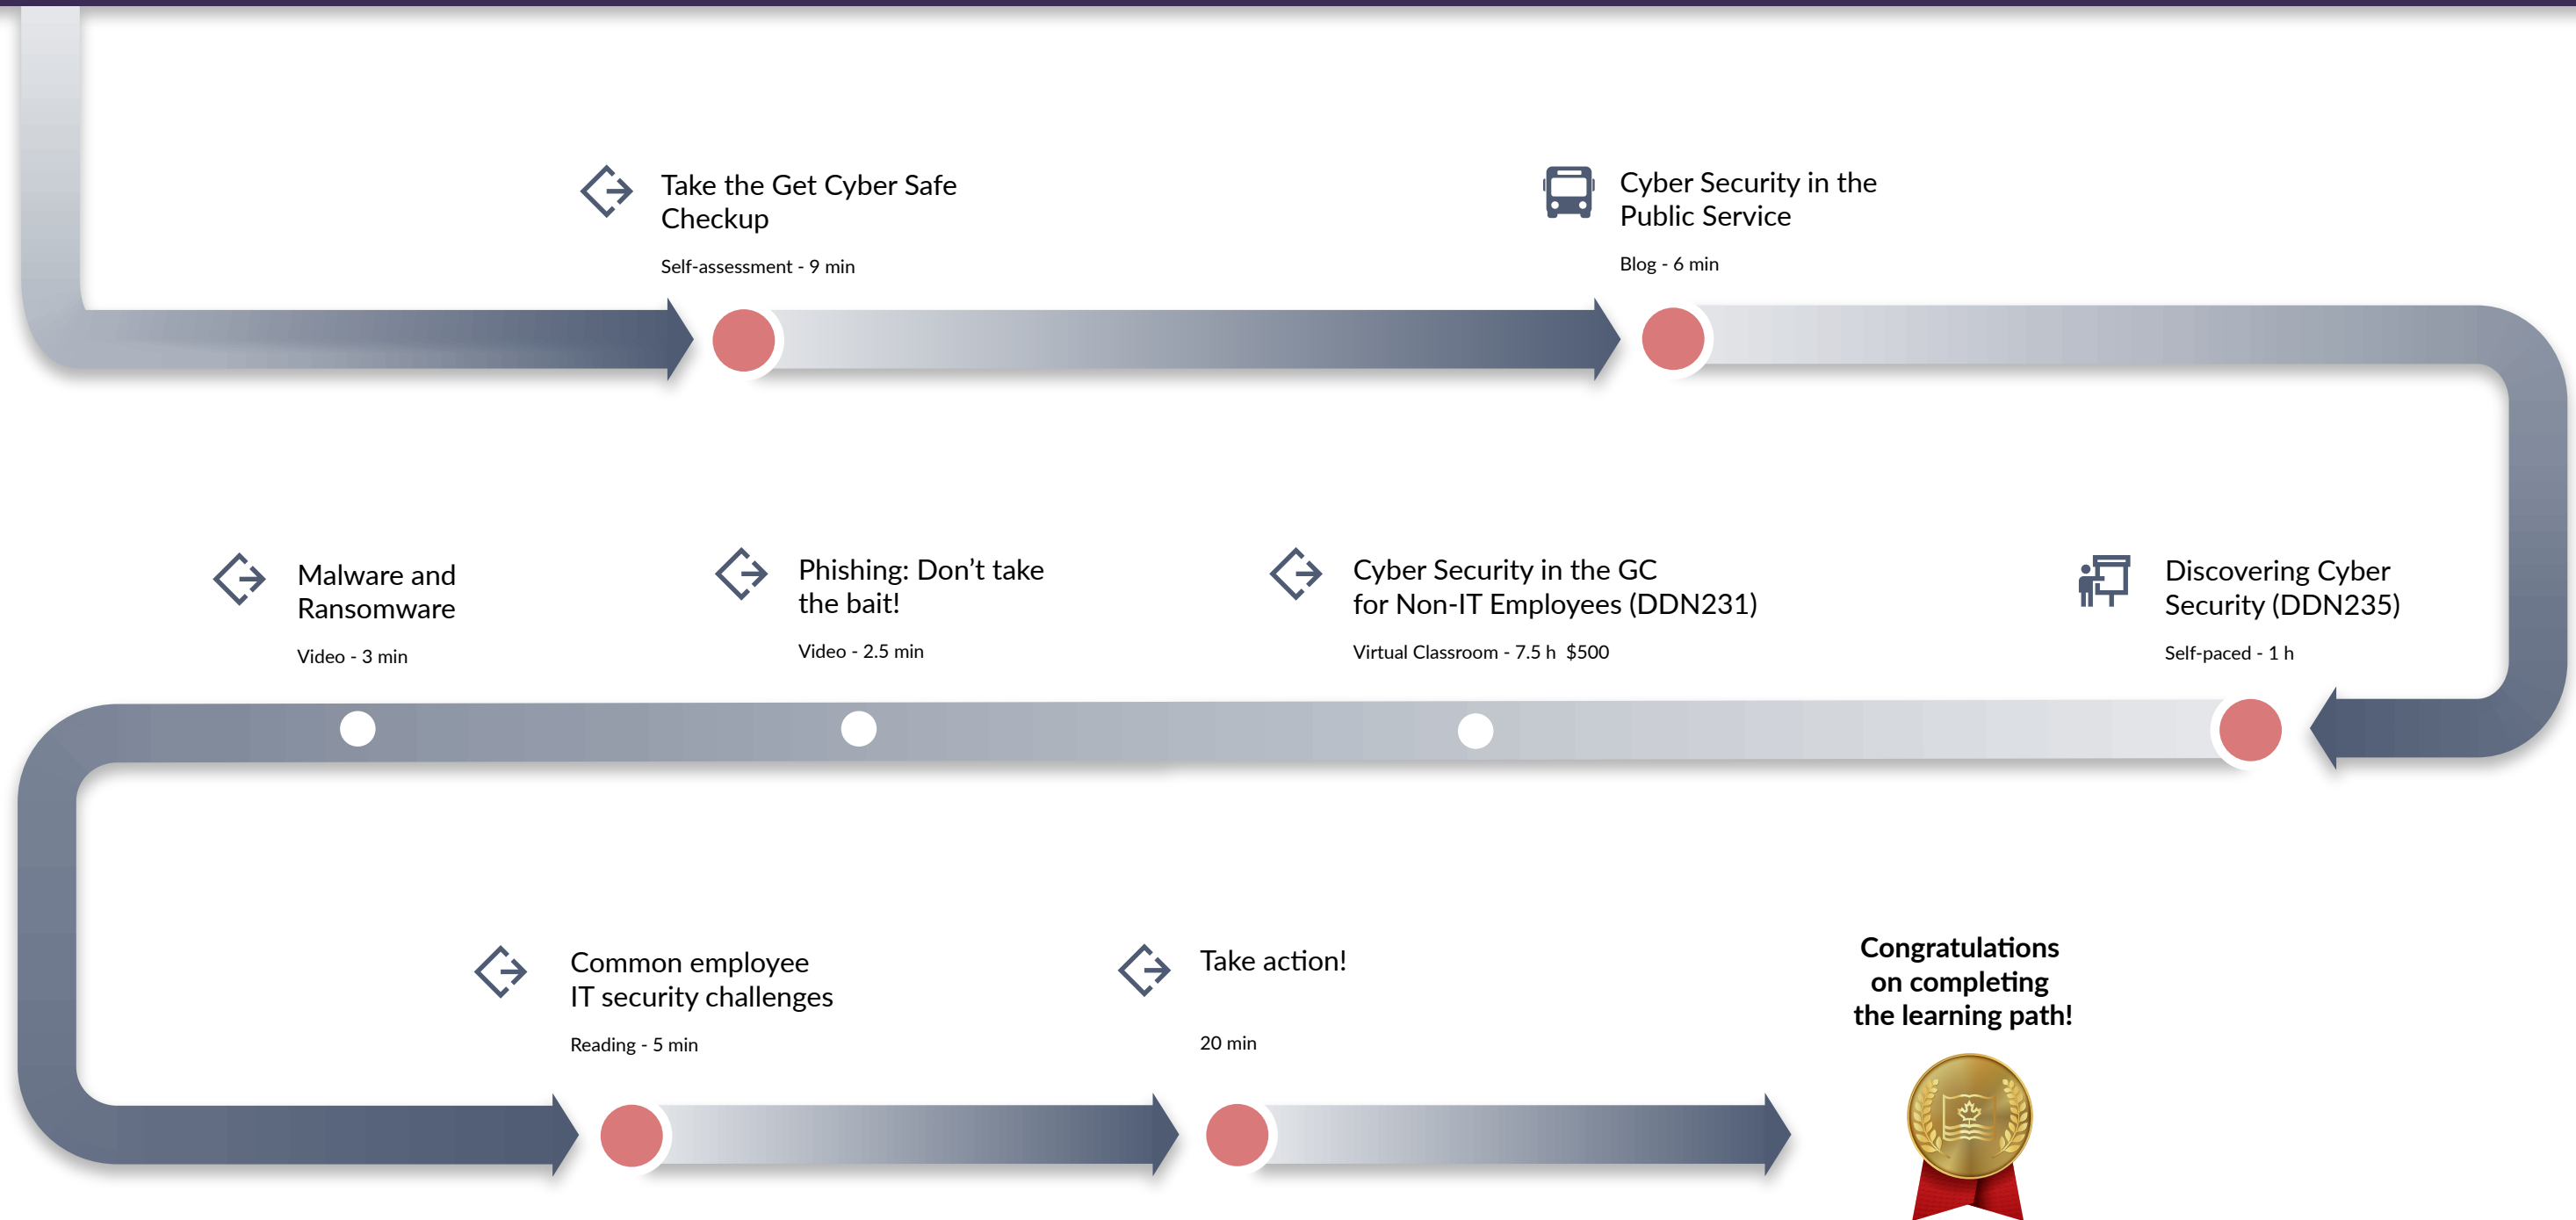 Take the Get Cyber Safe
Checkup
Self-assessment - 9 min
Cyber Security in the
Public Service
Blog - 6 min
Malware and
Ransomware
Video - 3 min
Phishing: Don’t take
the bait!
Video - 2.5 min
Cyber Security in the GC
for Non-IT Employees (DDN231)
Virtual Classroom - 7.5 h $500
Discovering Cyber
Security (DDN235)
Self-paced - 1 h
Common employee
IT security challenges
Reading - 5 min
Take action!
20 min
Congratulations
on completing
the learning path!